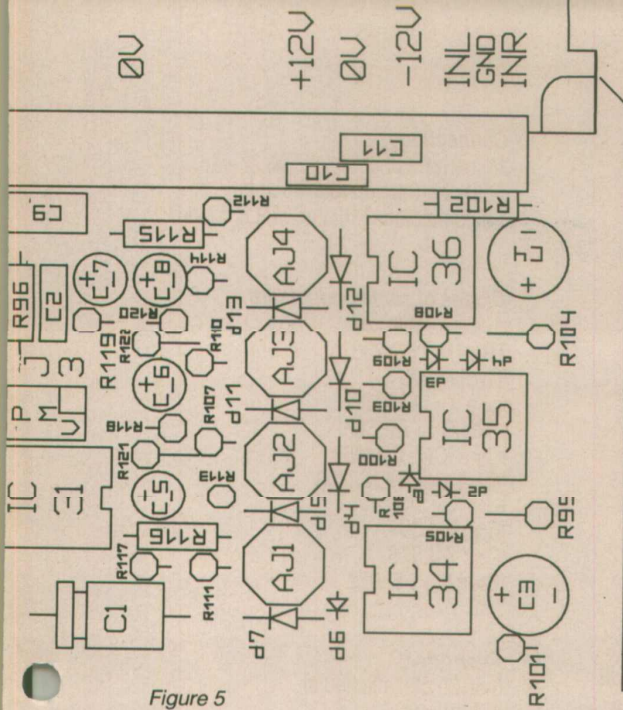 0V
+12V
0V
-12V
INL
GND
INR
C11
C10
C9
R112
R102
R115
AJ4
IC
36
R114
C7
C8
R96
C2
d13
d12
R108
R120
R104
J
3
R119
R122
R110
AJ3
R109
d3
d4
C6
R107
d11
d10
R103
P
M
V
IC
35
R118
R121
AJ2
R100
R113
IC
C5
d5
d4
d2
R116
R105
R117
R111
AJ1
IC
34
C3
C1
d7
d6
R101
Figure 5